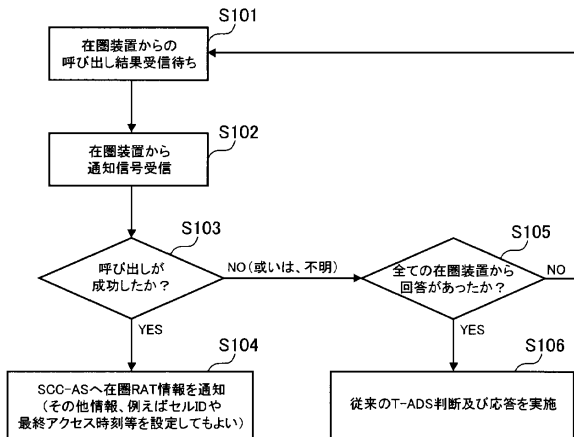 S101
在圏装置からの
呼び出し結果受信待ち
S102
在圏装置から
通知信号受信
S103
呼び出しが
成功したか？
NO（或いは、不明）
YES
S105
全ての在圏装置から
回答があったか？
NO
YES
S104
SCC-ASへ在圏RAT情報を通知
（その他情報、例えばセルIDや
最終アクセス時刻等を設定してもよい）
S106
従来のT-ADS判断及び応答を実施